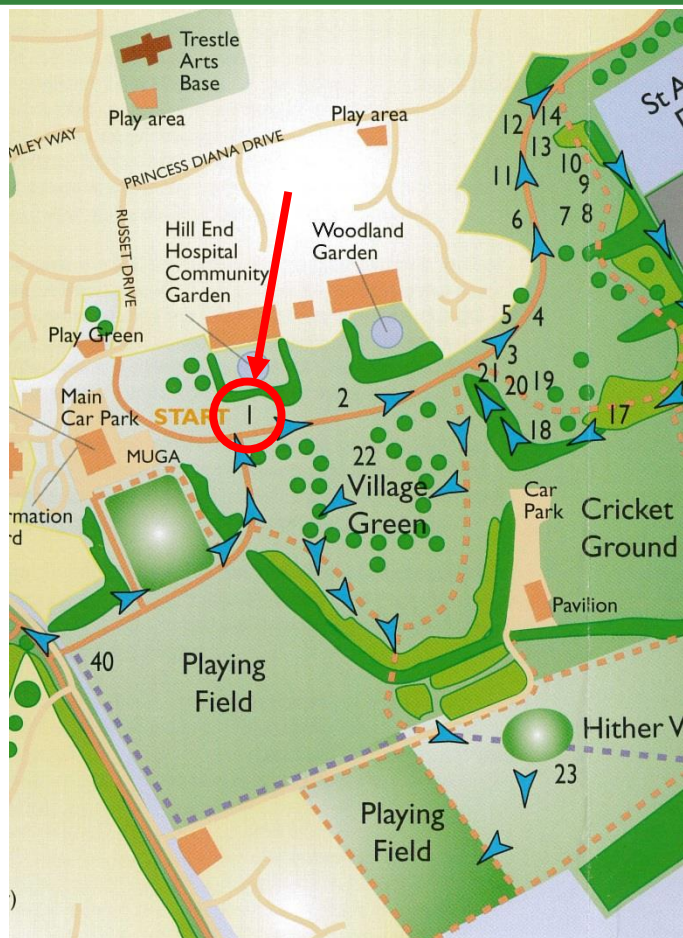 Trestle
Arts
Base
Play area
Play area
St A
MLEY WAY
PRINCESS DIANA DRIVE
RUSSET DRIVE
Hill End
Hospital
Community
Garden
Woodland
Garden
12
14
13
11
10
9
8
7
6
5
4
3
Play Green
Main
Car Park
START
1
2
21
20
19
18
17
MUGA
22
Village
Green
Car
Park
Cricket
Ground
rmation
rd
Pavilion
40
Playing
Field
Hither W
23
Playing
Field
)